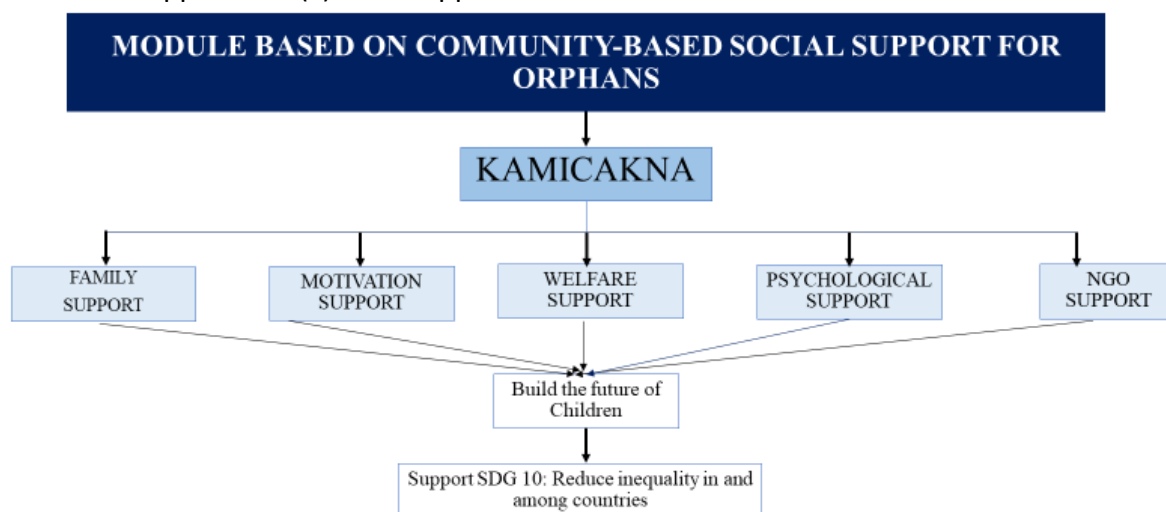 MODULE BASED ON COMMUNITY-BASED SOCIAL SUPPORT FOR
ORPHANS
KAMICAKNA
FAMILY
SUPPORT
MOTIVATION
SUPPORT
WELFARE
SUPPORT
PSYCHOLOGICAL
SUPPORT
NGO
SUPPORT
Build the future of
Children
Support SDG 10: Reduce inequality in and
among countries